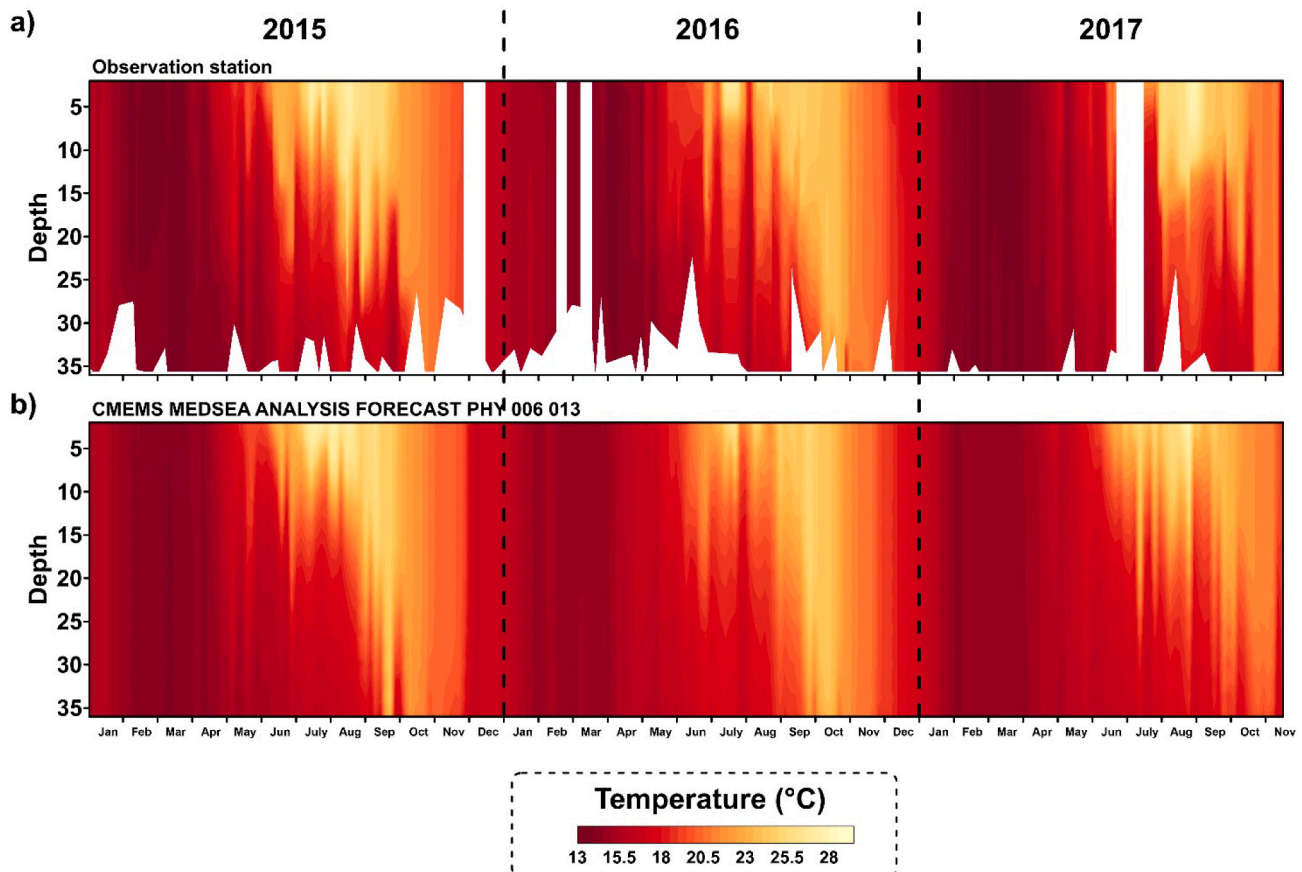 a)
2015 2016 2017
Observation station
5
10
15
20
25
30
35
Depth
b)
CMEMS MEDSEA ANALYSIS FORECAST PHY 006 013
5
10
15
20
25
30
35
Depth
Jan Feb Mar Apr May Jun July Aug Sep Oct Nov Dec Jan Feb Mar Apr May Jun July Aug Sep Oct Nov Dec Jan Feb Mar Apr May Jun July Aug Sep Oct Nov
Temperature (°C)
13 15.5 18 20.5 23 25.5 28